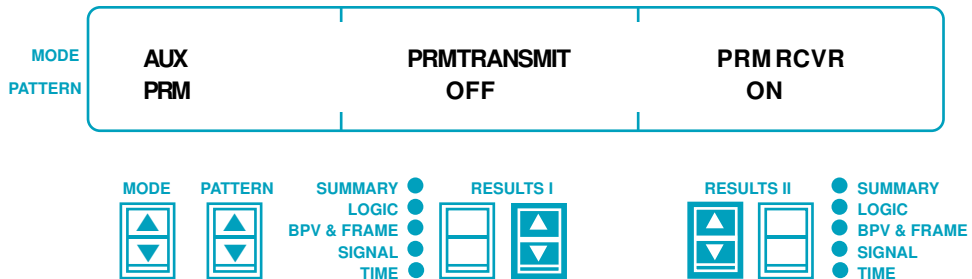 MODE AUX PRMTRANSMIT PRM RCVR
PATTERN PRM OFF ON
MODE PATTERN SUMMARY RESULTS I RESULTS II SUMMARY
LOGIC LOGIC
BPV & FRAME BPV & FRAME
SIGNAL SIGNAL
TIME TIME